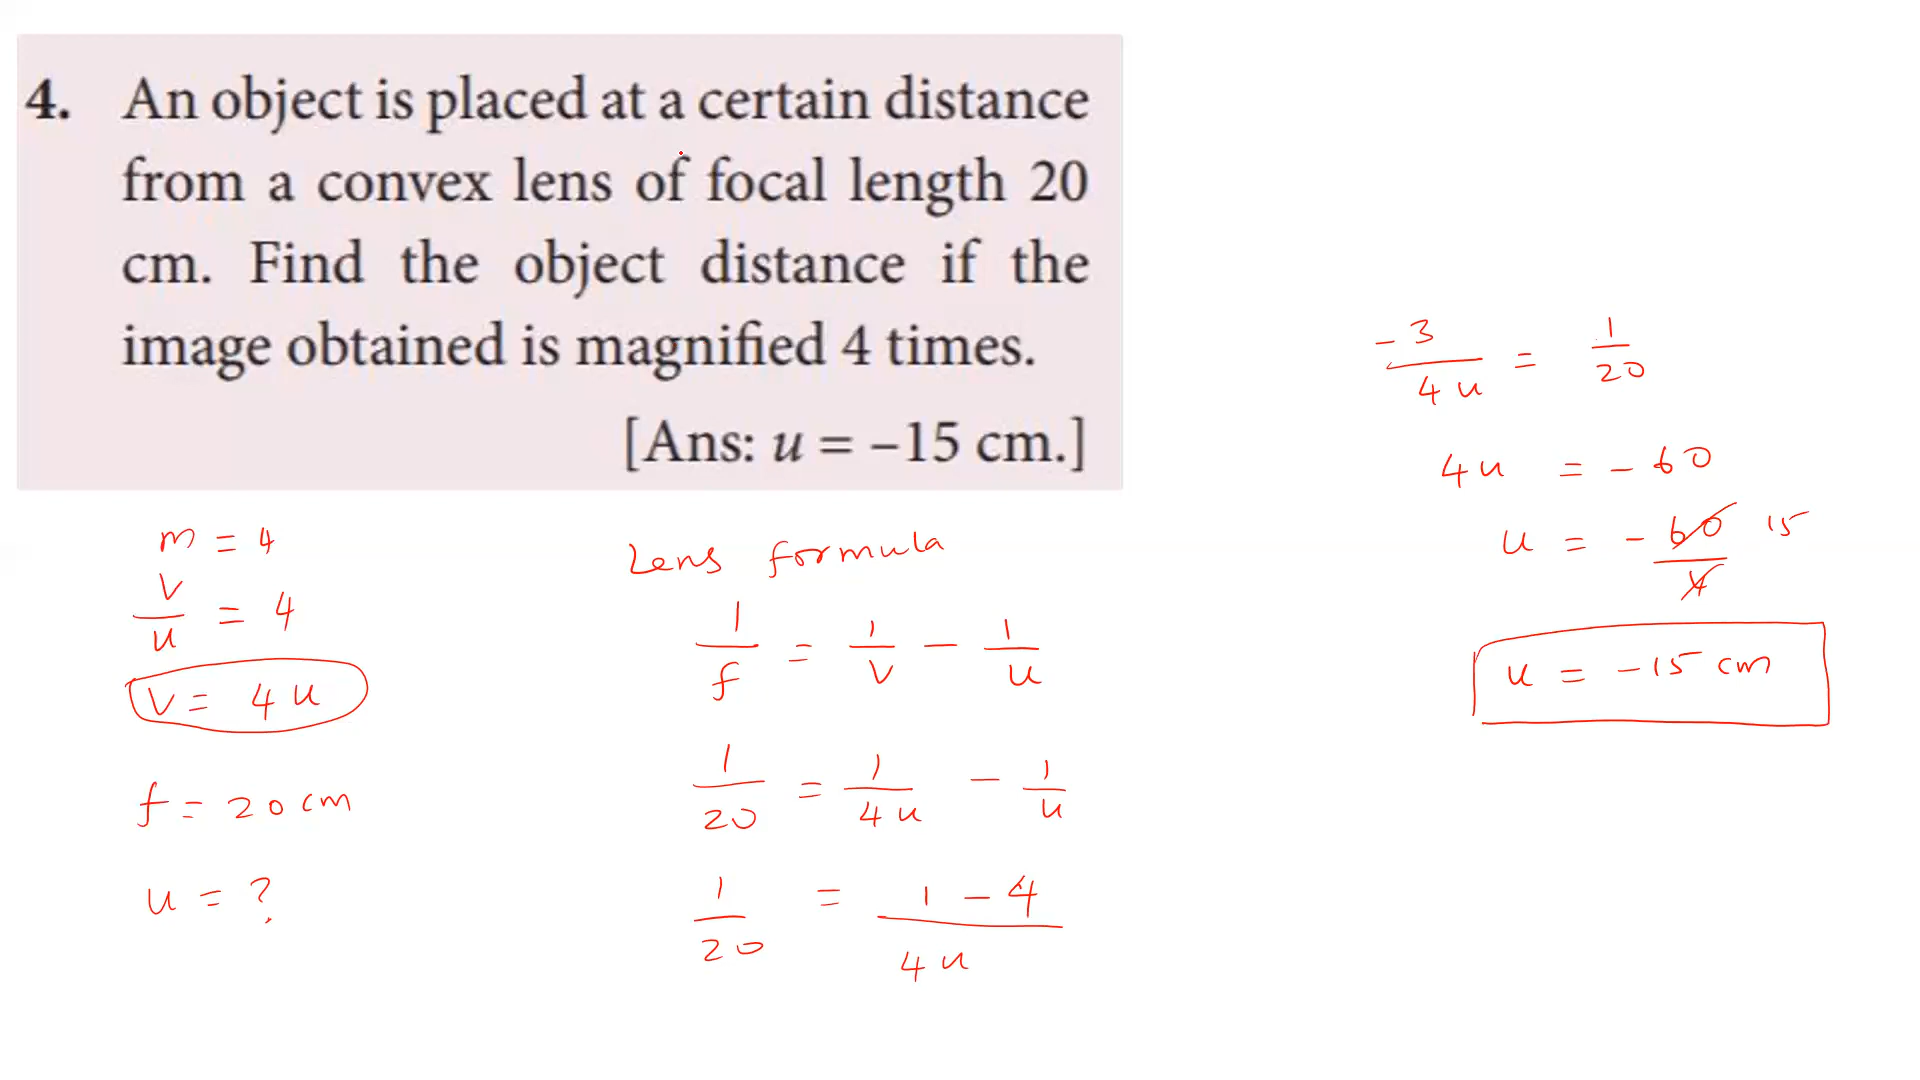 4. An object is placed at a certain distance
from a convex lens of focal length 20
cm. Find the object distance if the
image obtained is magnified 4 times.
[Ans: u = –15 cm.]
m = 4
v/u = 4
v = 4u
f = 20 cm
u = ?
Lens formula
1/f = 1/v - 1/u
1/20 = 1/4u - 1/u
1/20 = 1 - 4/4u
-3/4u = 1/20
4u = -60
u = -60/4 15
u = -15 cm